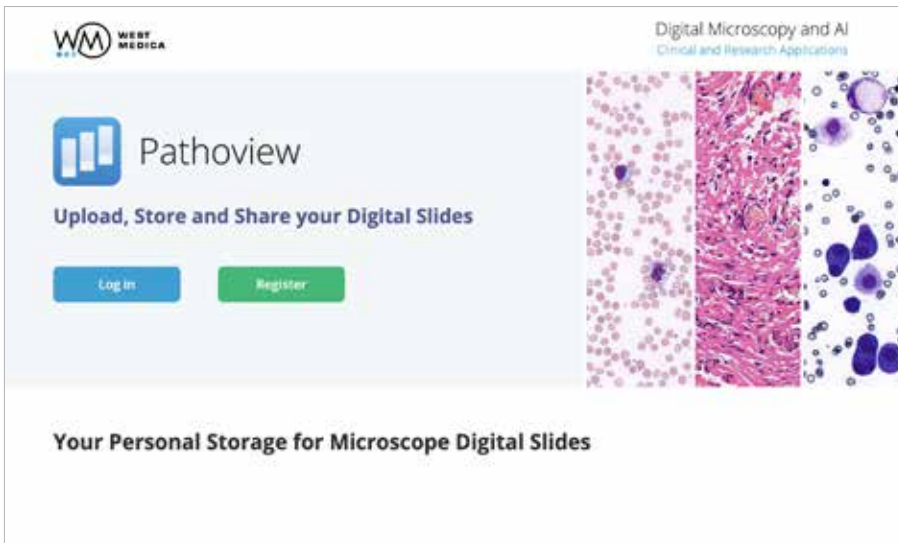 WM WEST
MEDICA
Digital Microscopy and AI
Clinical and Research Applications
Pathoview
Upload, Store and Share your Digital Slides
Log in
Register
Your Personal Storage for Microscope Digital Slides